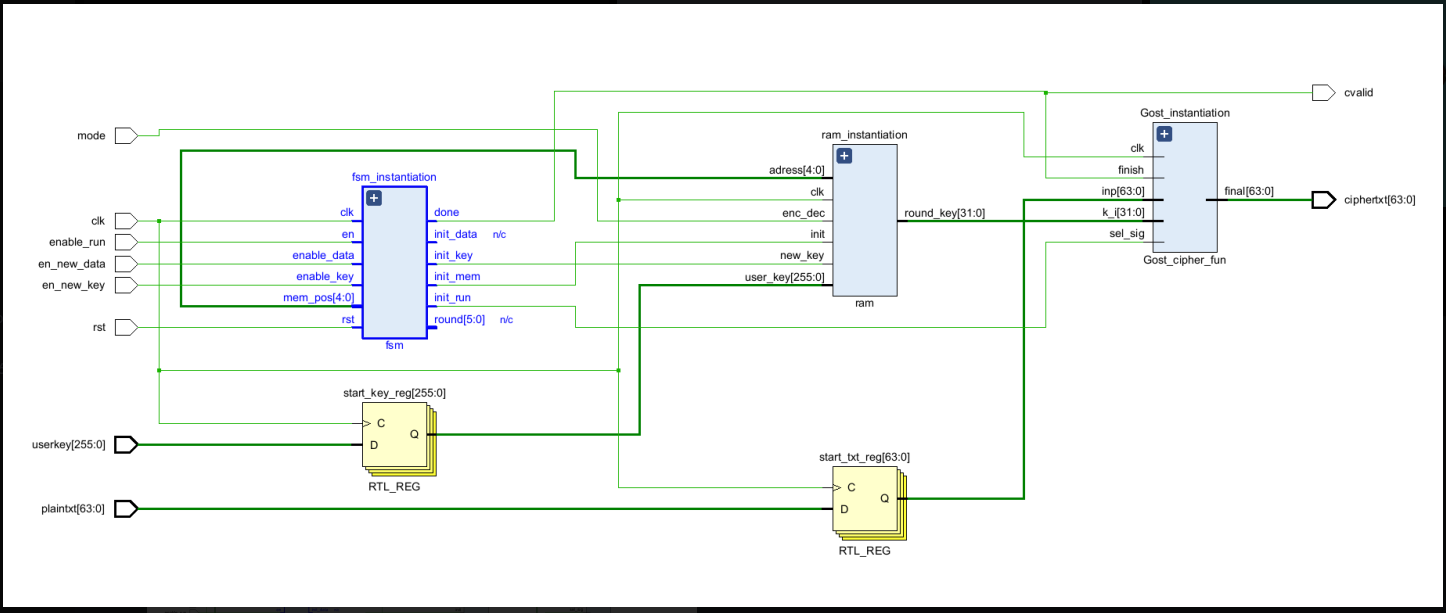 cvalid
Gost_instantiation
mode
ram_instantiation
clk
adress[4:0]
finish
fsm_instantiation
clk
inp[63:0]
final[63:0]
ciphertxt[63:0]
clk
clk
done
enc_dec
round_key[31:0]
k_i[31:0]
enable_run
en
init_data n/c
init
sel_sig
en_new_data
enable_data
init_key
new_key
Gost_cipher_fun
en_new_key
enable_key
init_mem
user_key[255:0]
mem_pos[4:0]
init_run
ram
rst
rst
round[5:0] n/c
fsm
start_key_reg[255:0]
C
Q
userkey[255:0]
D
start_txt_reg[63:0]
RTL_REG
C
Q
plaintxt[63:0]
D
RTL_REG